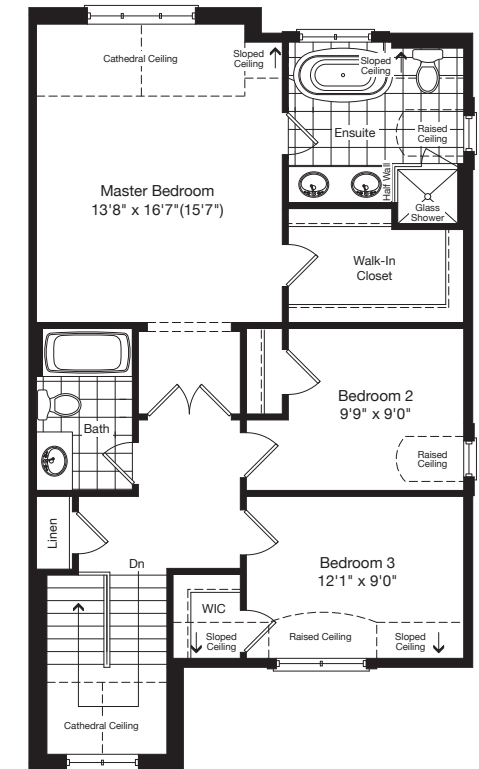 Cathedral Ceiling
Sloped
Ceiling
Sloped
Ceiling
Ensuite
Raised
Ceiling
Half Wall
Glass
Shower
Master Bedroom
13'8" x 16'7"(15'7")
Walk-In
Closet
Bath
Bedroom 2
9'9" x 9'0"
Raised
Ceiling
Linen
Dn
Bedroom 3
12'1" x 9'0"
WIC
Sloped
Ceiling
Raised Ceiling
Sloped
Ceiling
Cathedral Ceiling